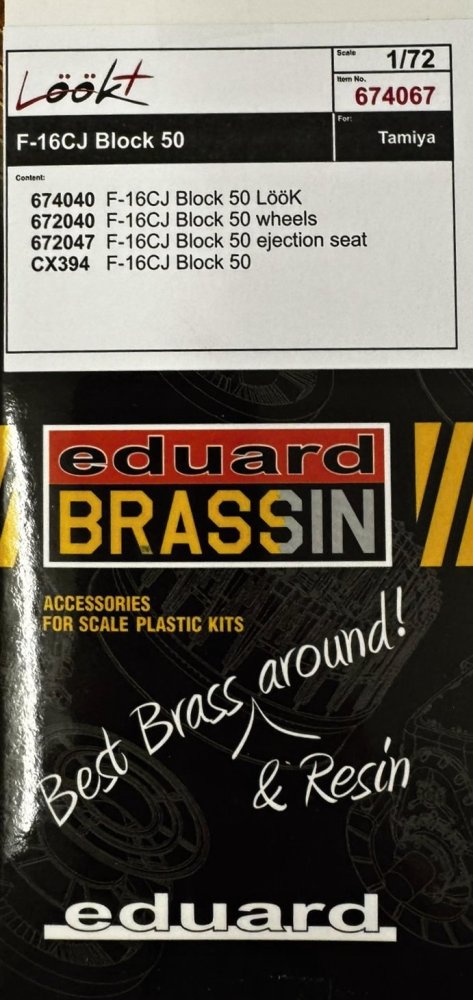 Löök+
Scale 1/72
Item No. 674067
F-16CJ Block 50
For: Tamiya
Content:
674040 F-16CJ Block 50 LööK
672040 F-16CJ Block 50 wheels
672047 F-16CJ Block 50 ejection seat
CX394 F-16CJ Block 50
eduard
BRASSIN
ACCESSORIES
FOR SCALE PLASTIC KITS
Best Brass around!
& Resin
eduard